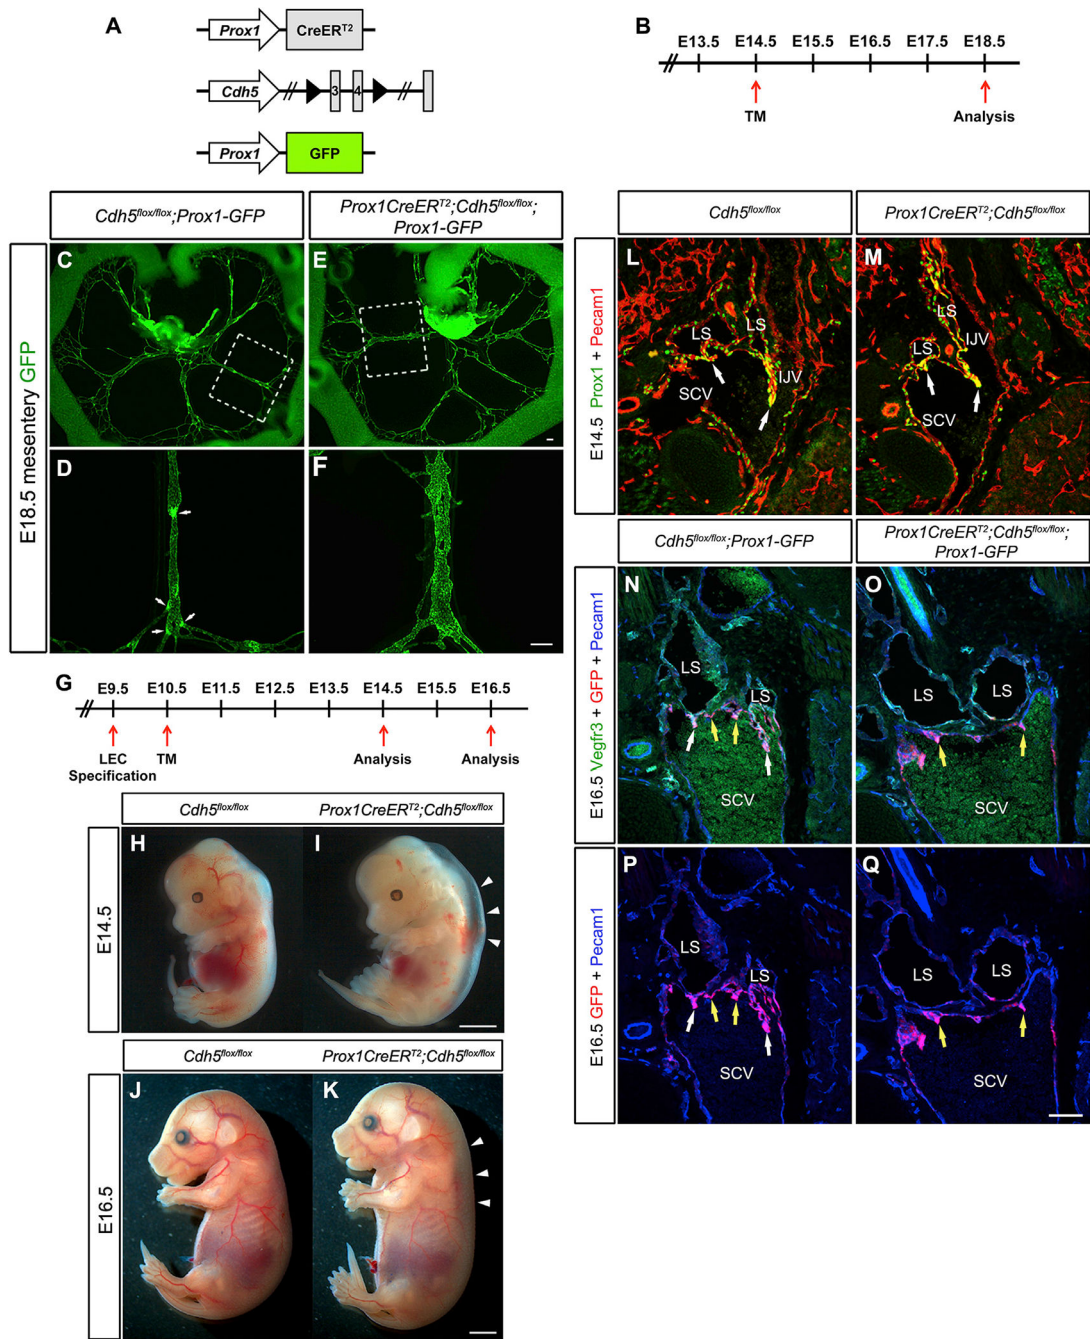 A
Prox1
CreERT2
Cdh5
3
4
Prox1
GFP
B
E13.5 E14.5 E15.5 E16.5 E17.5 E18.5
TM
Analysis
Cdh5flox/flox;Prox1-GFP
Prox1CreERT2;Cdh5flox/flox;
Prox1-GFP
E18.5 mesentery GFP
C
E
D
F
G
E9.5 E10.5 E11.5 E12.5 E13.5 E14.5 E15.5 E16.5
LEC
Specification
TM
Analysis
Analysis
Cdh5flox/flox
Prox1CreERT2;Cdh5flox/flox
E14.5
H
I
Cdh5flox/flox
Prox1CreERT2;Cdh5flox/flox
E16.5
J
K
Cdh5flox/flox
Prox1CreERT2;Cdh5flox/flox
E14.5 Prox1 + Pecam1
L
LS
LS
IJV
SCV
M
LS
IJV
LS
SCV
Cdh5flox/flox;Prox1-GFP
Prox1CreERT2;Cdh5flox/flox;
Prox1-GFP
E16.5 Vegfr3 + GFP + Pecam1
N
LS
LS
SCV
O
LS
LS
SCV
E16.5 GFP + Pecam1
P
LS
LS
SCV
Q
LS
LS
SCV